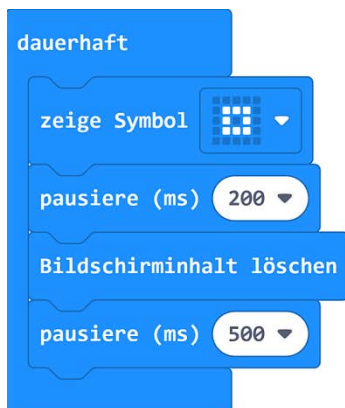 dauerhaft
zeige Symbol
pausiere (ms) 200
Bildschirminhalt löschen
pausiere (ms) 500